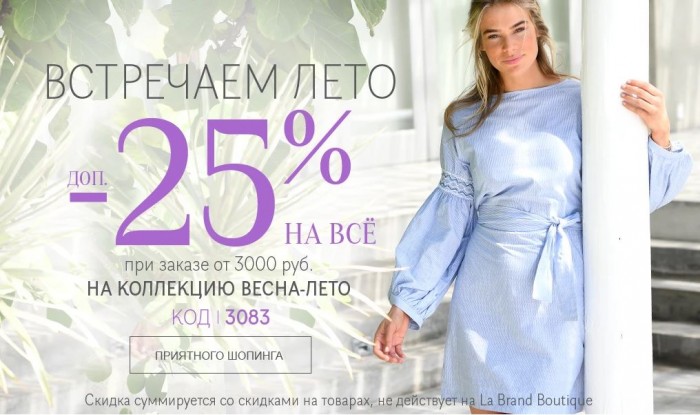 ВСТРЕЧАЕМ ЛЕТО
доп.
-25%
НА ВСЁ
при заказе от 3000 руб.
НА КОЛЛЕКЦИЮ ВЕСНА-ЛЕТО
КОД | 3083
ПРИЯТНОГО ШОПИНГА
Скидка суммируется со скидками на товарах, не действует на La Brand Boutique